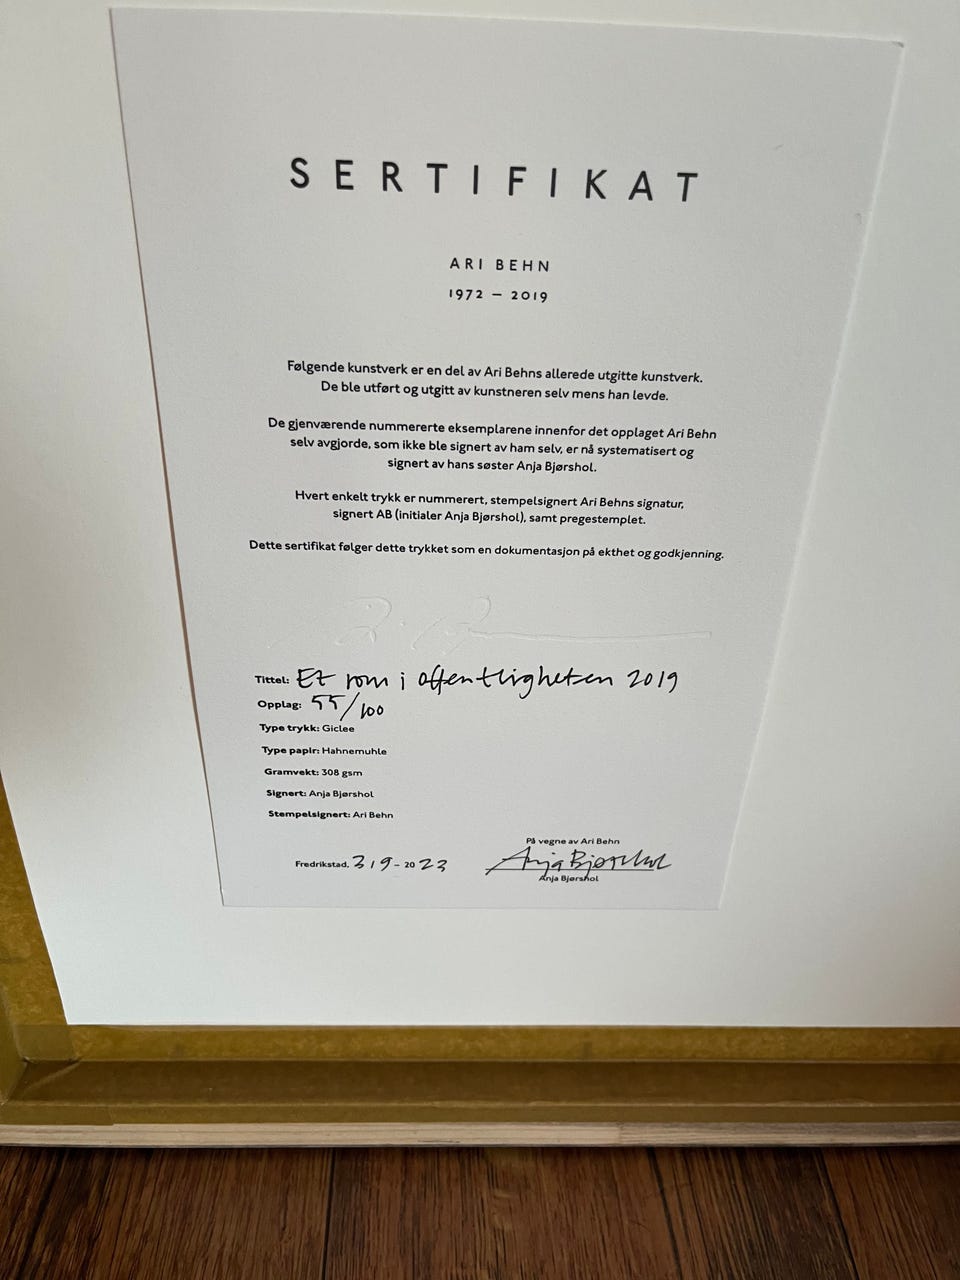 SERTIFIKAT
ARI BEHN
1972 – 2019
Følgende kunstverk er en del av Ari Behns allerede utgitte kunstverk.
De ble utført og utgitt av kunstneren selv mens han levde.
De gjenværende nummererte eksemplarene innenfor det opplaget Ari Behn
selv avgjorde, som ikke ble signert av ham selv, er nå systematisert og
signert av hans søster Anja Bjørshol.
Hvert enkelt trykk er nummerert, stempelsignert Ari Behns signatur,
signert AB (initialer Anja Bjørshol), samt pregestemplet.
Dette sertifikat følger dette trykket som en dokumentasjon på ekthet og godkjenning.
Tittel: Et rom i offentligheten 2019
Opplag: 55/100
Type trykk: Giclee
Type papir: Hahnemuhle
Gramvekt: 308 gsm
Signert: Anja Bjørshol
Stempelsignert: Ari Behn
På vegne av Ari Behn
Fredrikstad, 3/9-2023 Anja Bjørshol
Anja Bjørshol